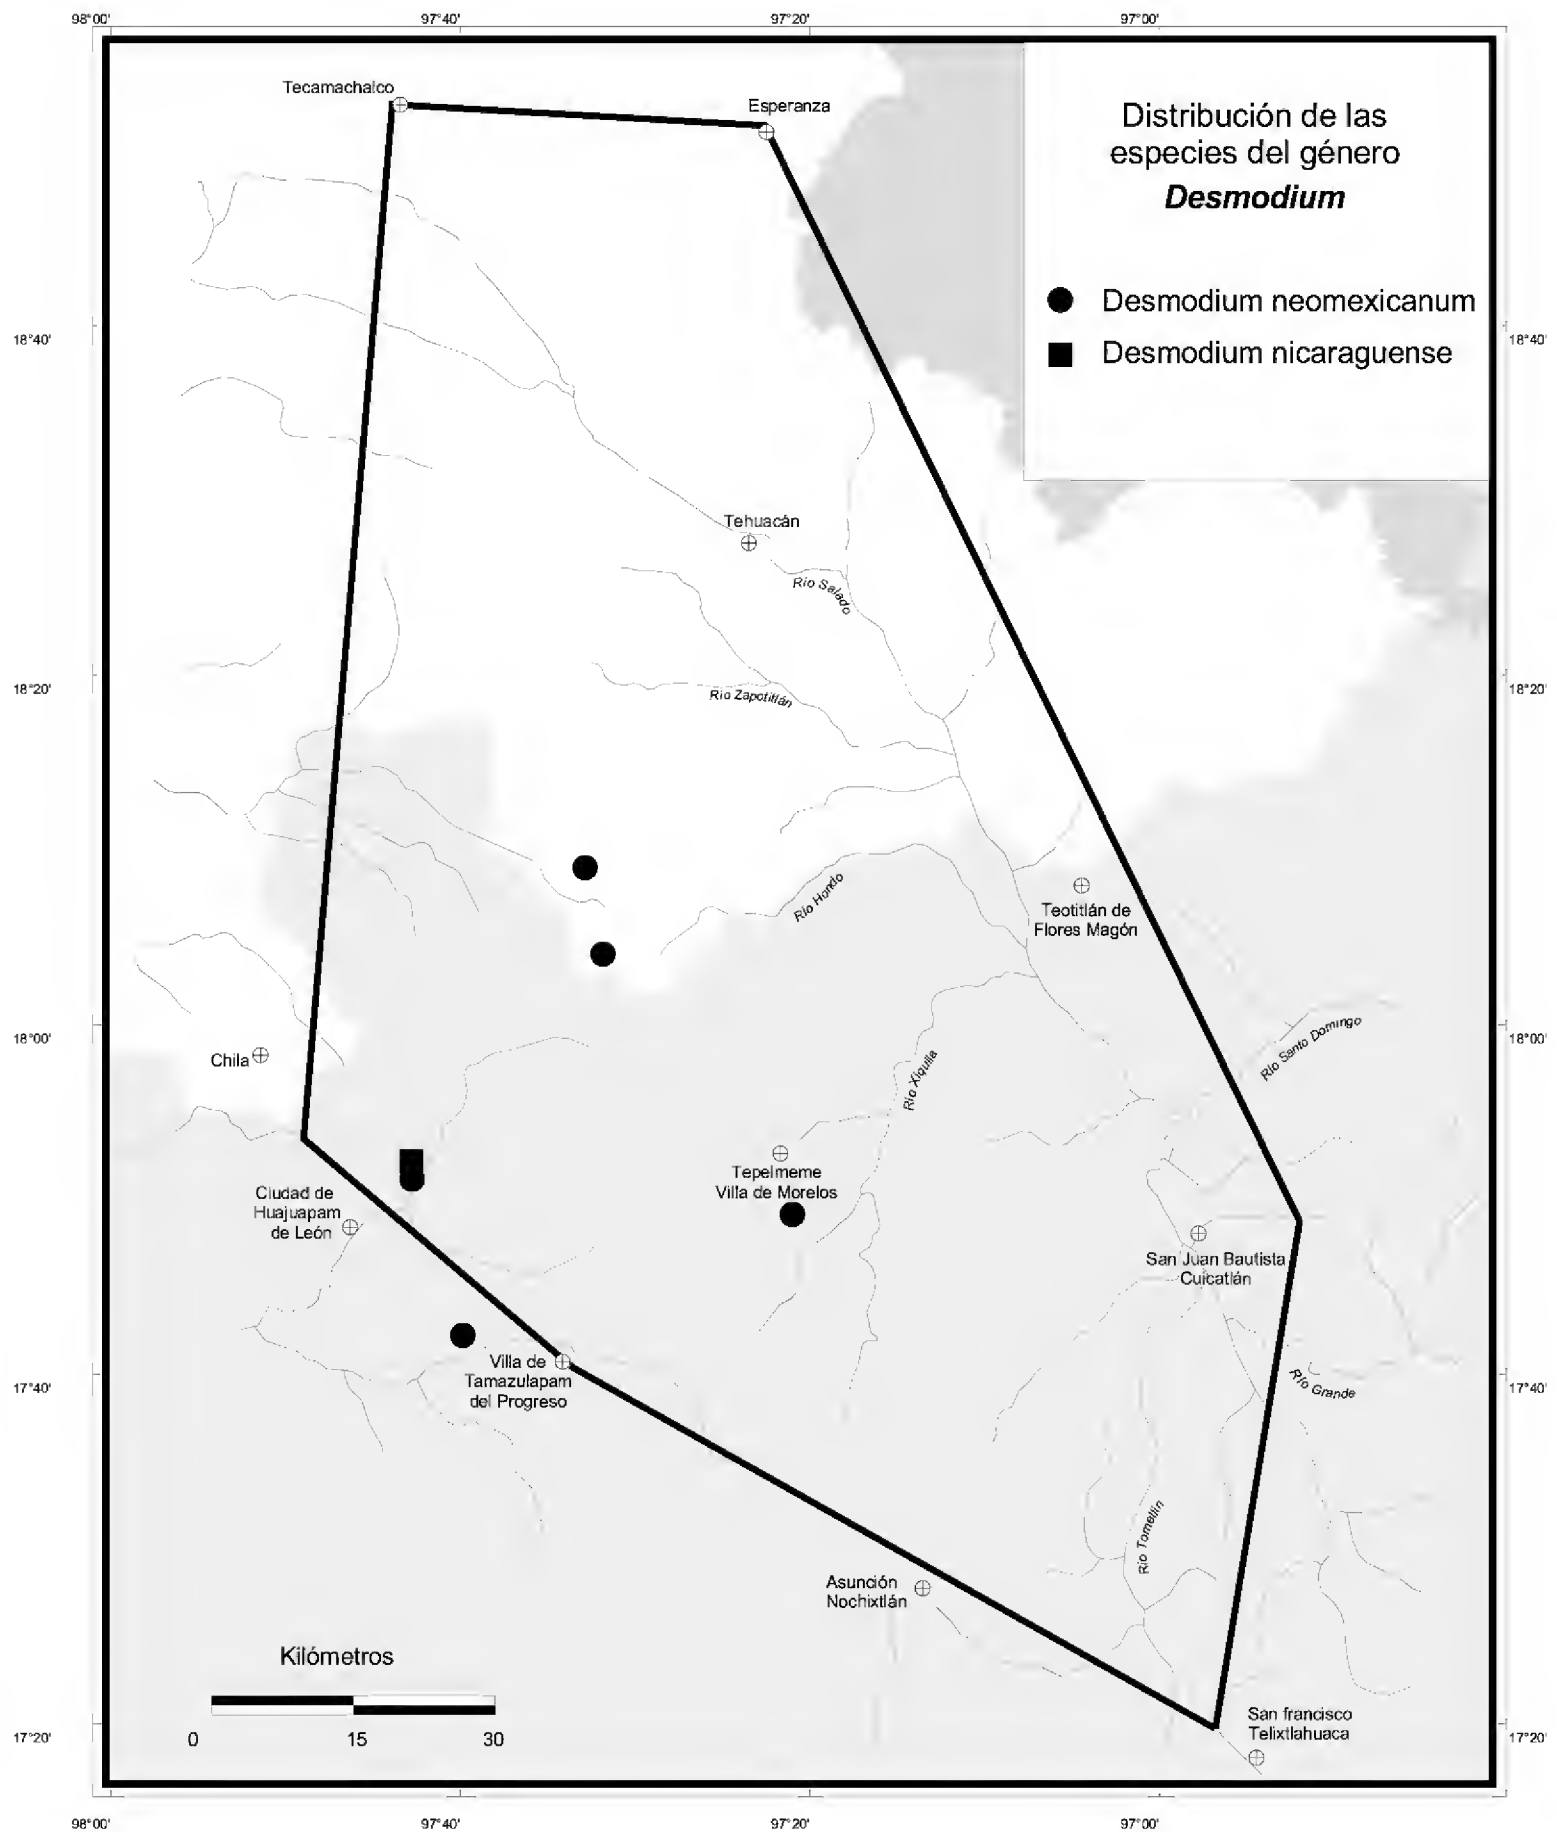 98°00'
97°40'
97°20'
97°00'
Tecamachalco
Esperanza
Distribución de las
especies del género
Desmodium
Desmodium neomexicanum
Desmodium nicaraguense
18°40'
18°40'
Tehuacán
Río Salado
18°20'
18°20'
Río Zapotitlán
Río Hondo
Teotitlán de
Flores Magón
18°00'
18°00'
Chila
Río Santo Domingo
Río Xiquila
Tepelmeme
Villa de Morelos
Ciudad de
Huajuapam
de León
San Juan Bautista
Cuicatlán
Villa de
Tamazulapam
del Progreso
17°40'
17°40'
Río Grande
Río Tomellín
Asunción
Nochixtlán
Kilómetros
0 15 30
San francisco
Telixtlahuaca
17°20'
17°20'
98°00'
97°40'
97°20'
97°00'